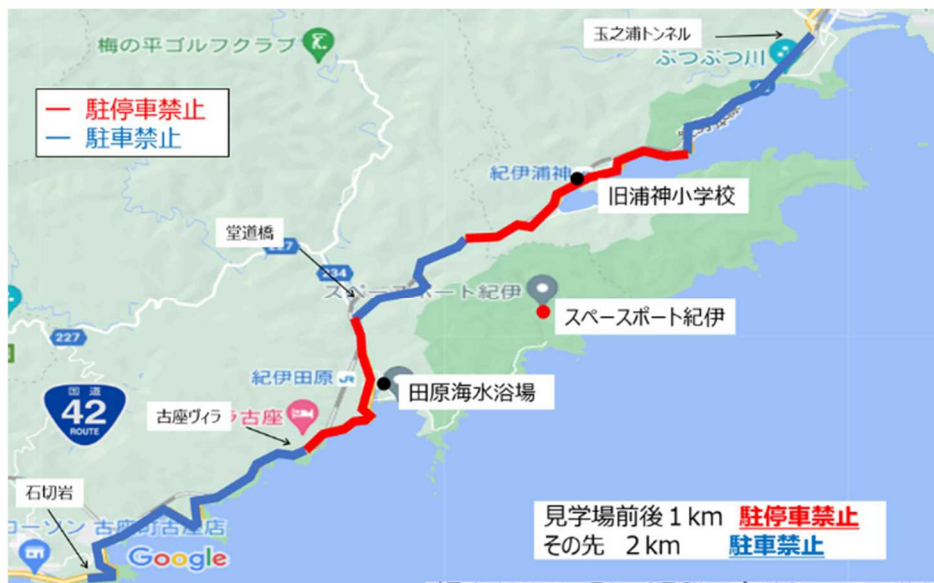 玉之浦トンネル
梅の平ゴルフクラブ
ぶつぶつ川
駐停車禁止
駐車禁止
紀伊浦神
旧浦神小学校
堂道橋
227
234
スペースポート紀伊
スペースポート紀伊
227
紀伊田原 JR
田原海水浴場
国道
42
ROUTE
古座ヴィラ
ラ古座
石切岩
見学場前後1km 駐停車禁止
その先 2km 駐車禁止
ローソン 古座町古座店
Google